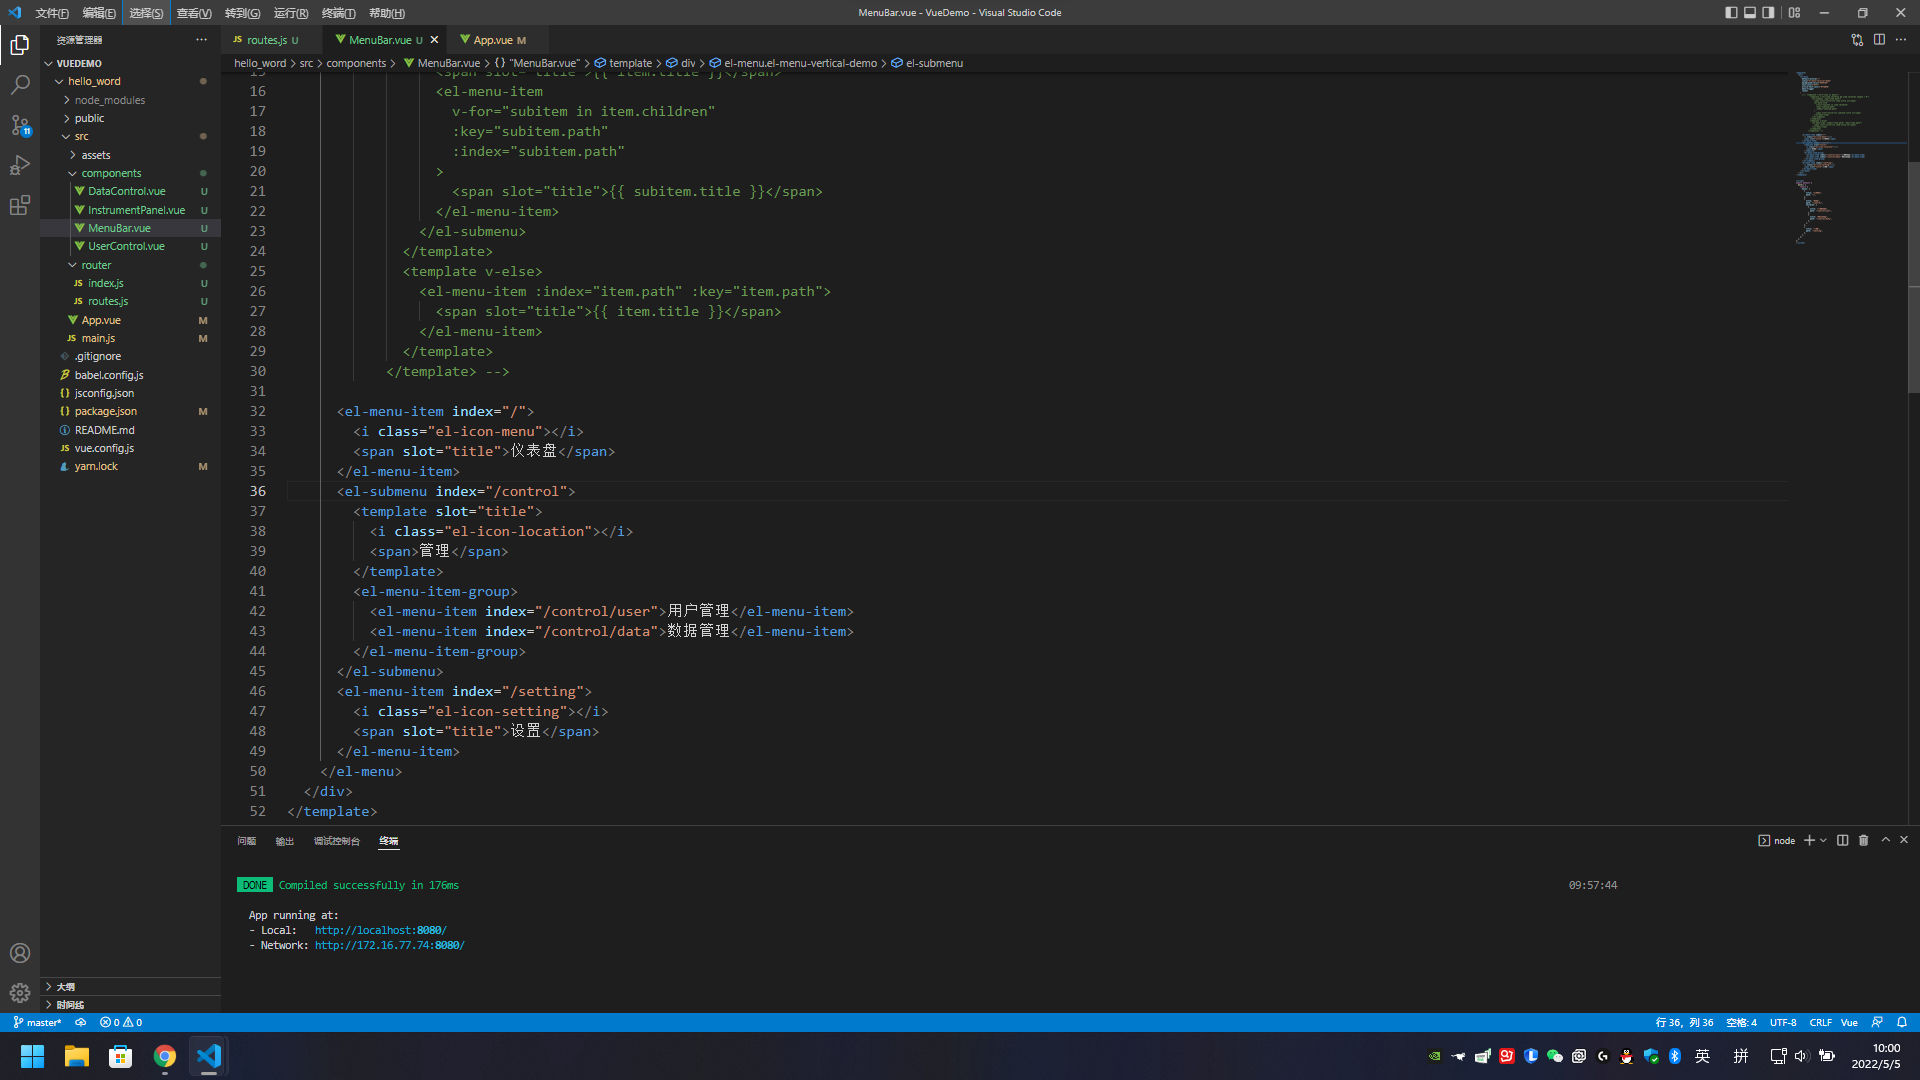 文件(F) 编辑(E) 选择(S) 查看(V) 转到(G) 运行(R) 终端(T) 帮助(H) MenuBar.vue - VueDemo - Visual Studio Code
资源管理器 ···
routes.js U MenuBar.vue U App.vue M
hello_word > src > components > MenuBar.vue > {} "MenuBar.vue" > template > div > el-menu.el-menu-vertical-demo > el-submenu
VUEDEMO
hello_word
node_modules
public
src
assets
components
DataControl.vue U
InstrumentPanel.vue U
MenuBar.vue U
UserControl.vue U
router
JS index.js U
JS routes.js U
App.vue M
JS main.js M
.gitignore
babel.config.js
{} jsconfig.json
{} package.json M
README.md
JS vue.config.js
yarn.lock M
大纲
时间线
11
15 <span slot="title">{{ item.title }}</span>
16 <el-menu-item
17 v-for="subitem in item.children"
18 :key="subitem.path"
19 :index="subitem.path"
20 >
21 <span slot="title">{{ subitem.title }}</span>
22 </el-menu-item>
23 </el-submenu>
24 </template>
25 <template v-else>
26 <el-menu-item :index="item.path" :key="item.path">
27 <span slot="title">{{ item.title }}</span>
28 </el-menu-item>
29 </template>
30 </template> -->
31
32 <el-menu-item index="/">
33 <i class="el-icon-menu"></i>
34 <span slot="title">仪表盘</span>
35 </el-menu-item>
36 <el-submenu index="/control">
37 <template slot="title">
38 <i class="el-icon-location"></i>
39 <span>管理</span>
40 </template>
41 <el-menu-item-group>
42 <el-menu-item index="/control/user">用户管理</el-menu-item>
43 <el-menu-item index="/control/data">数据管理</el-menu-item>
44 </el-menu-item-group>
45 </el-submenu>
46 <el-menu-item index="/setting">
47 <i class="el-icon-setting"></i>
48 <span slot="title">设置</span>
49 </el-menu-item>
50 </el-menu>
51 </div>
52 </template>
问题 输出 调试控制台 终端 node
DONE Compiled successfully in 176ms 09:57:44
App running at:
- Local: http://localhost:8080/
- Network: http://172.16.77.74:8080/
master* 0 0 行 36，列 36 空格: 4 UTF-8 CRLF Vue
英 拼 10:00
2022/5/5